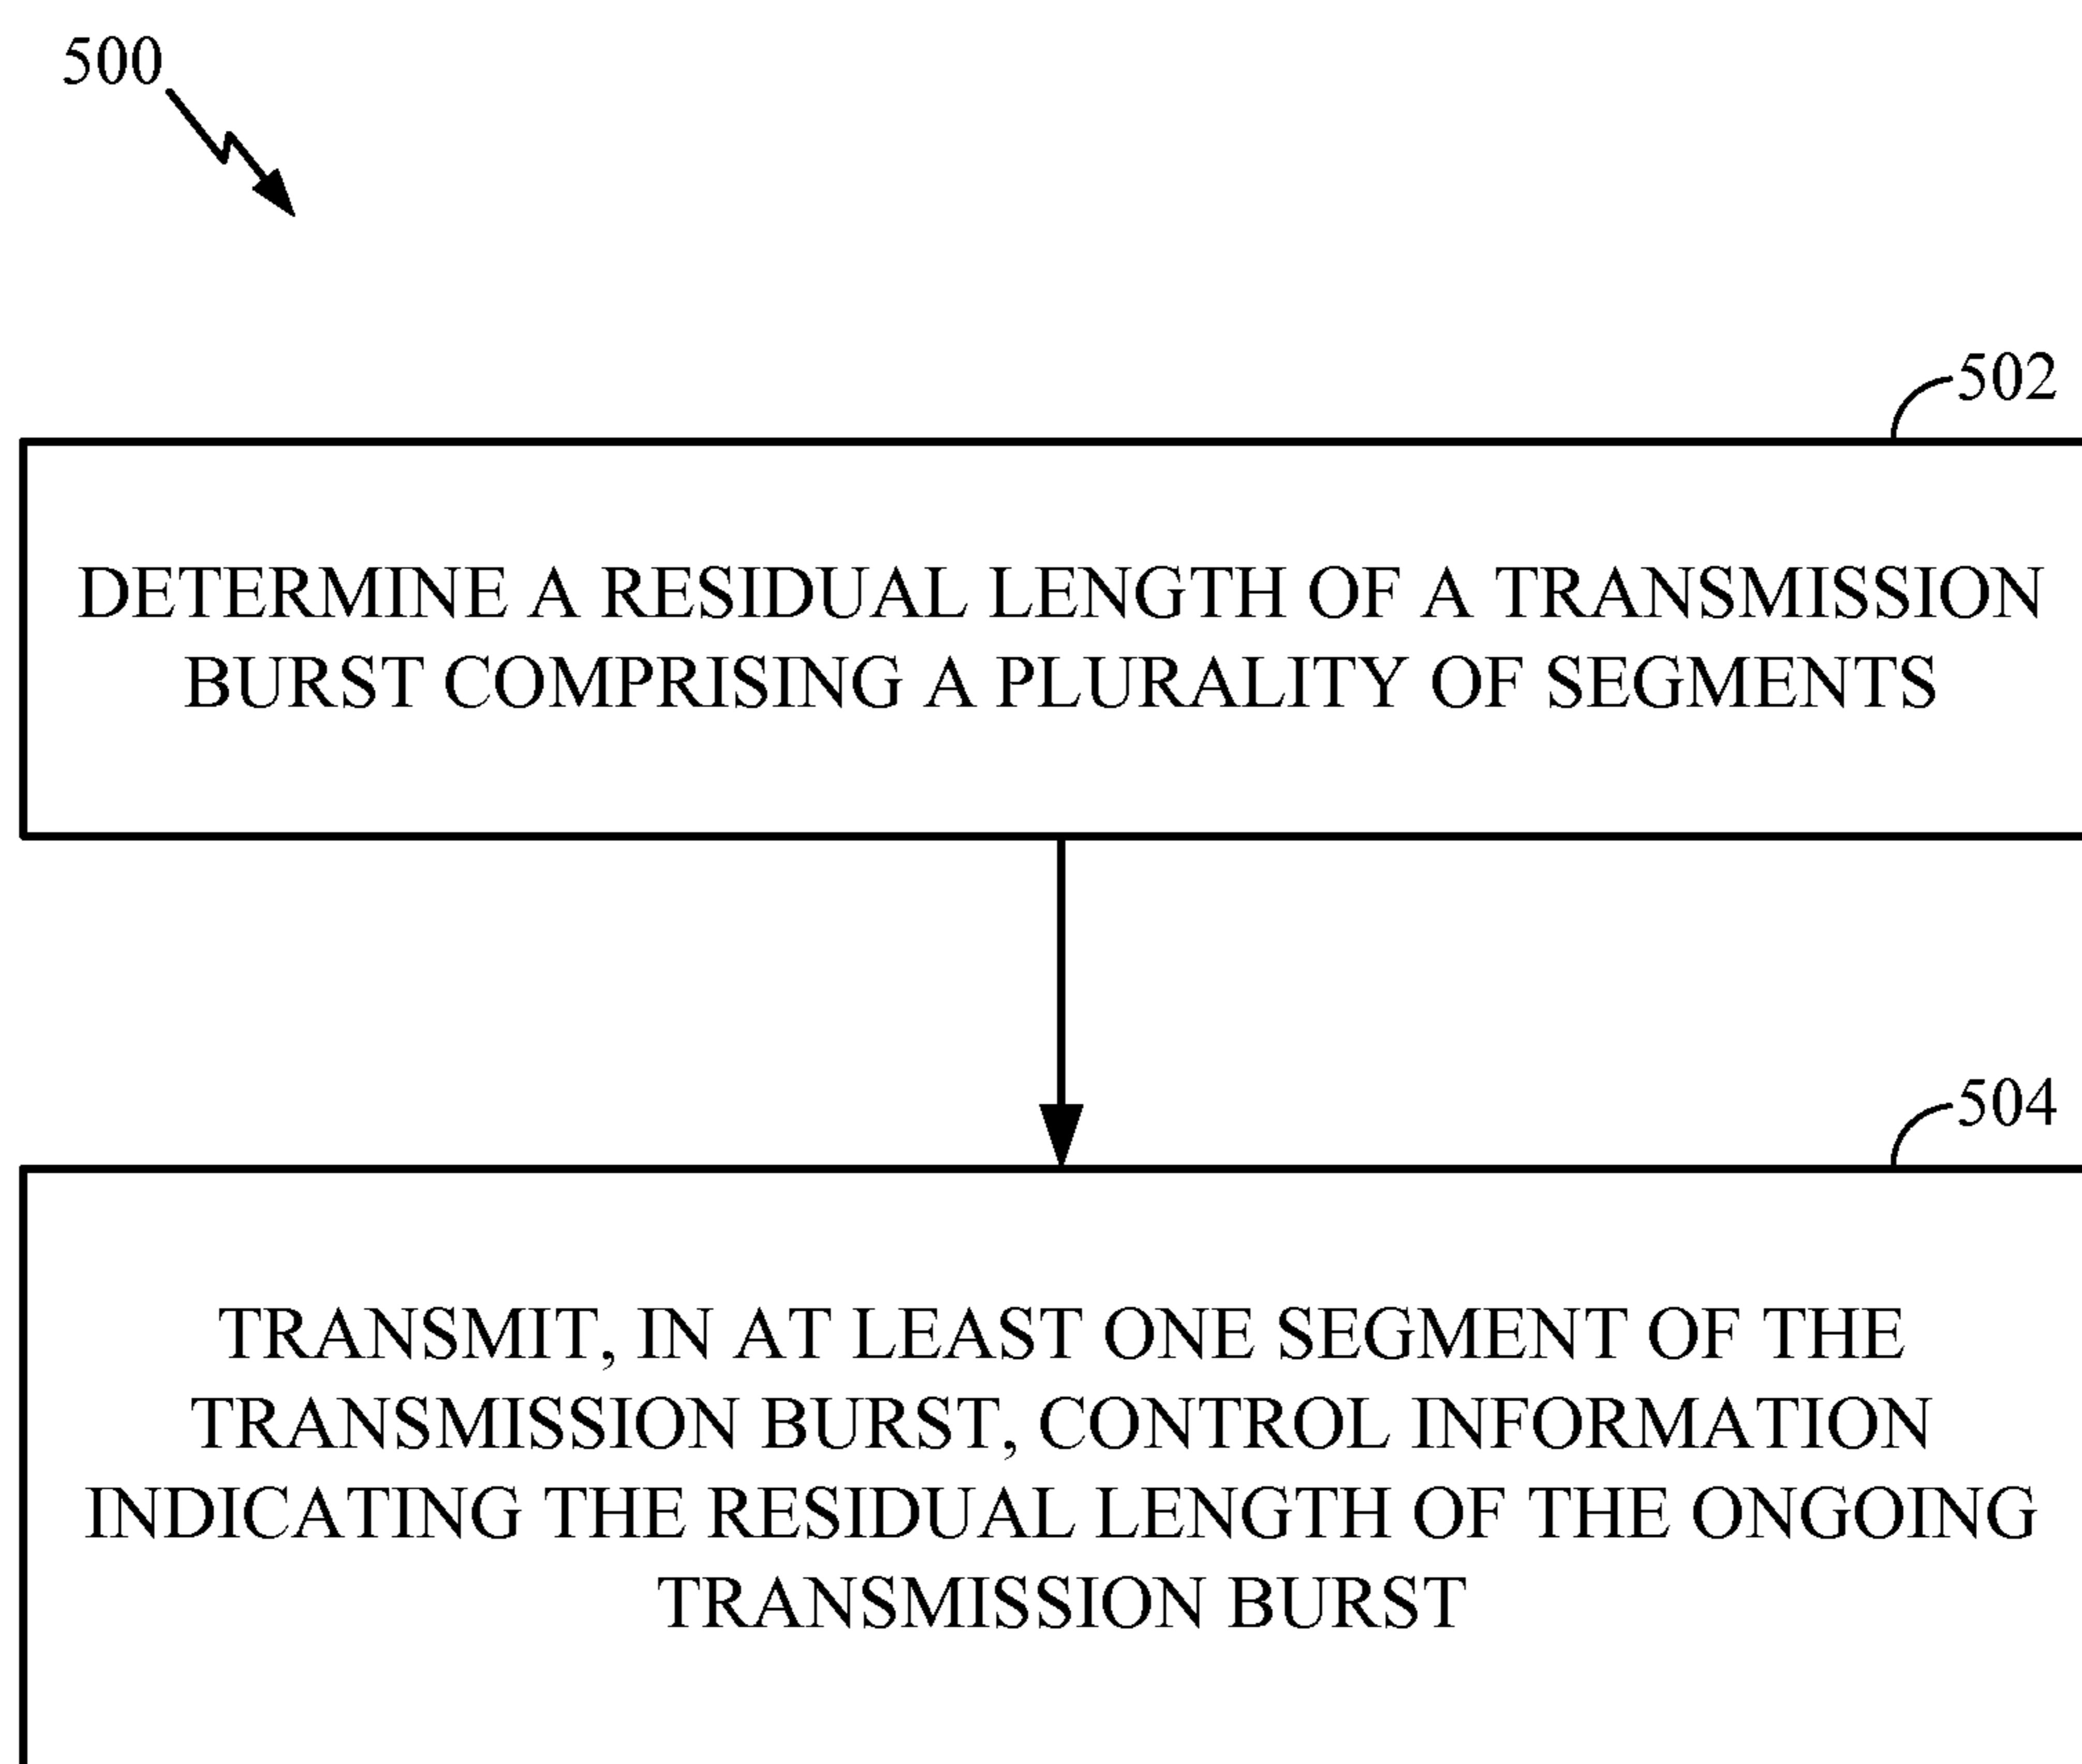 500
502
DETERMINE A RESIDUAL LENGTH OF A TRANSMISSION
BURST COMPRISING A PLURALITY OF SEGMENTS
504
TRANSMIT, IN AT LEAST ONE SEGMENT OF THE
TRANSMISSION BURST, CONTROL INFORMATION
INDICATING THE RESIDUAL LENGTH OF THE ONGOING
TRANSMISSION BURST